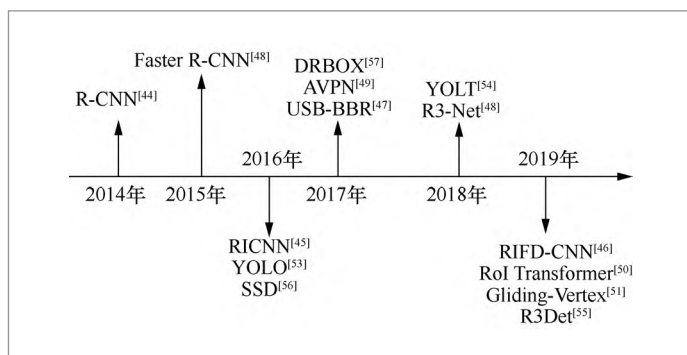 Faster R-CNN[48]
DRBOX[57]
AVPN[49]
USB-BBR[47]
YOLT[54]
R3-Net[48]
R-CNN[44]
2016年
2019年
2014年
2015年
2017年
2018年
RICNN[45]
YOLO[53]
SSD[56]
RIFD-CNN[46]
RoI Transformer[50]
Gliding-Vertex[51]
R3Det[55]